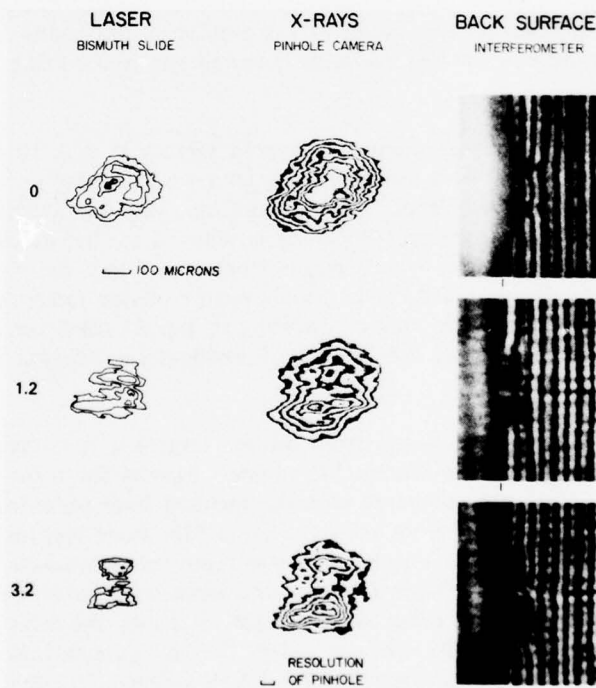 LASER
BISMUTH SLIDE
X-RAYS
PINHOLE CAMERA
BACK SURFACE
INTERFEROMETER
0
100 MICRONS
1.2
3.2
RESOLUTION
OF PINHOLE